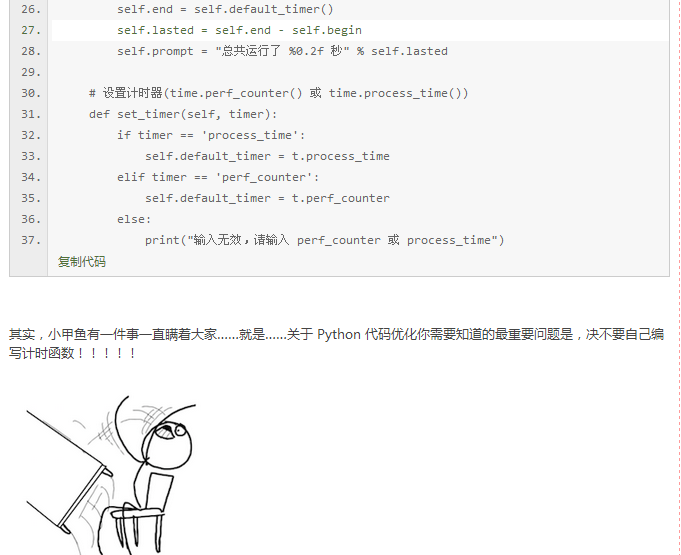 26. self.end = self.default_timer()
27. self.lasted = self.end - self.begin
28. self.prompt = "总共运行了 %0.2f 秒" % self.lasted
29.
30. # 设置计时器(time.perf_counter() 或 time.process_time())
31. def set_timer(self, timer):
32. if timer == 'process_time':
33. self.default_timer = t.process_time
34. elif timer == 'perf_counter':
35. self.default_timer = t.perf_counter
36. else:
37. print("输入无效，请输入 perf_counter 或 process_time")
复制代码
其实，小甲鱼有一件事一直瞒着大家......就是......关于 Python 代码优化你需要知道的最重要问题是，决不要自己编
写计时函数！！！！！